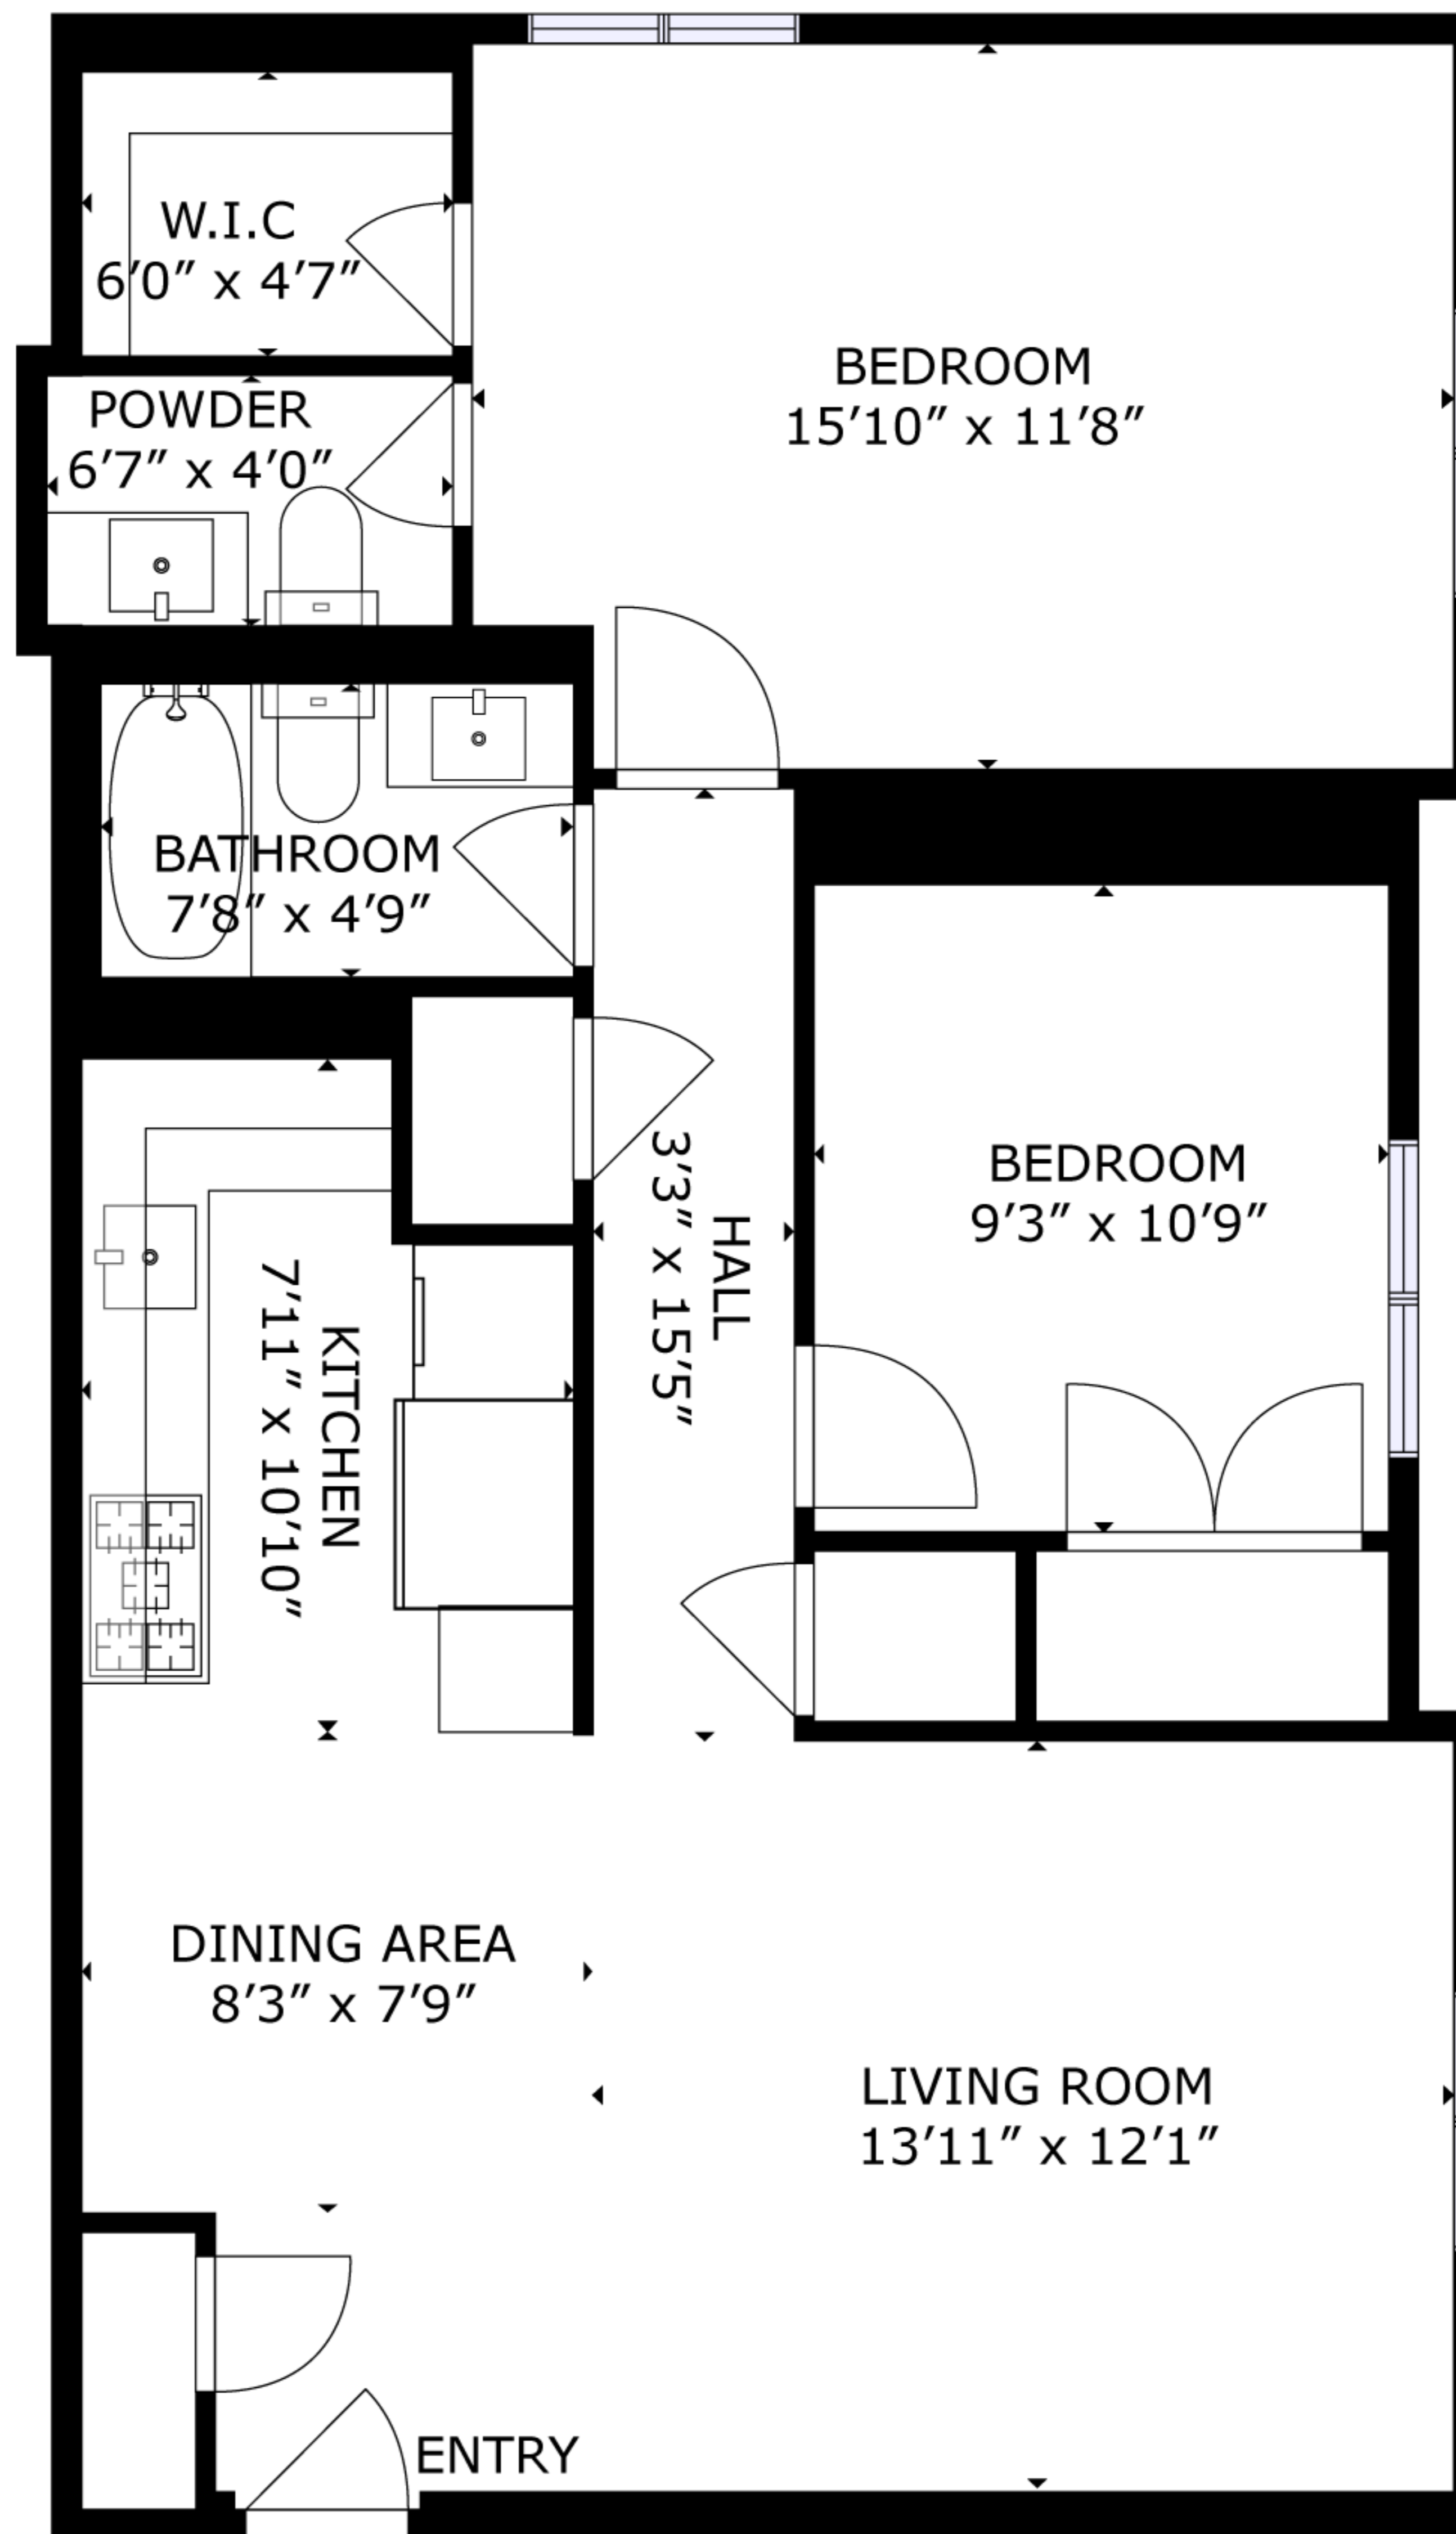 W.I.C
6’0” x 4’7”
BEDROOM
15’10” x 11’8”
POWDER
6’7” x 4’0”
BATHROOM
7’8” x 4’9”
BEDROOM
9’3” x 10’9”
HALL
3’3” x 15’5”
KITCHEN
7’11” x 10’10”
DINING AREA
8’3” x 7’9”
LIVING ROOM
13’11” x 12’1”
ENTRY